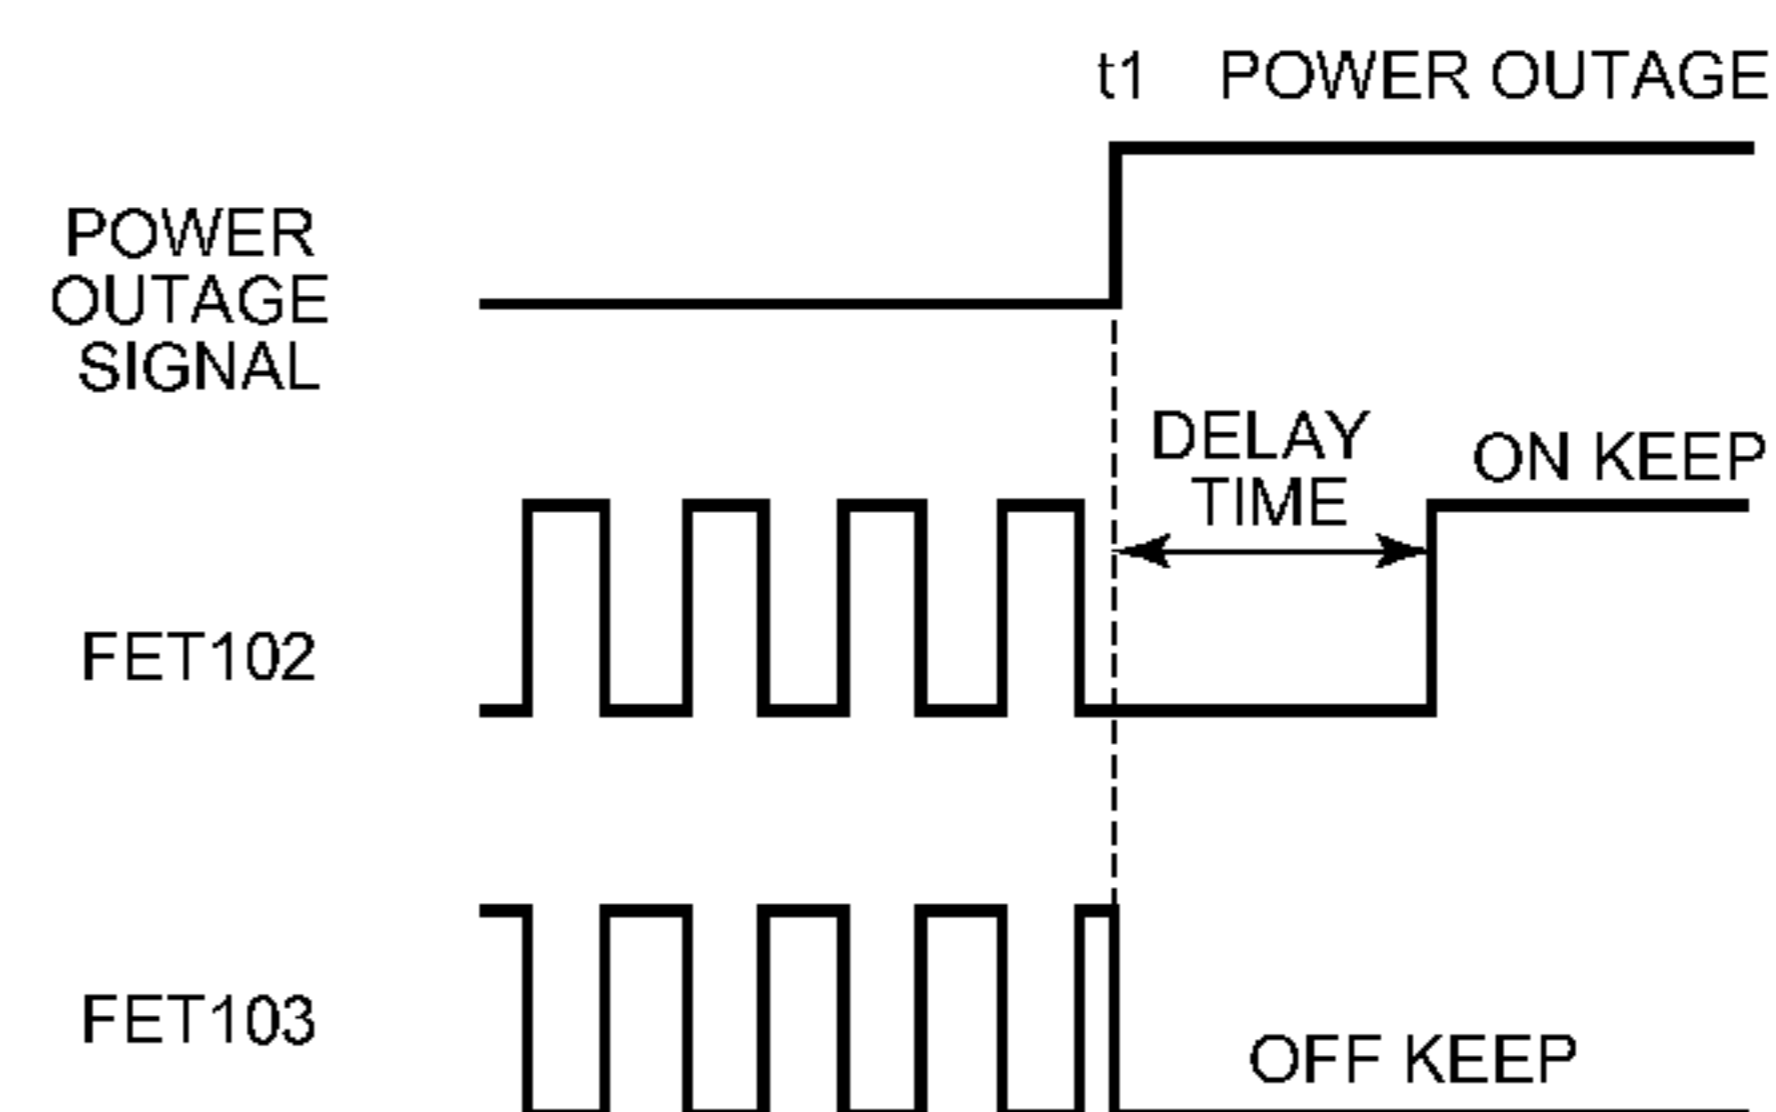 t1 POWER OUTAGE
POWER
OUTAGE
SIGNAL
DELAY
TIME
ON KEEP
FET102
FET103
OFF KEEP